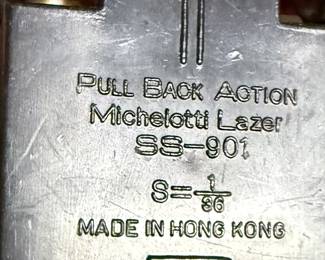 PULL BACK ACTION
Michelotti Lazer
SS-901
S=1/36
MADE IN HONG KONG